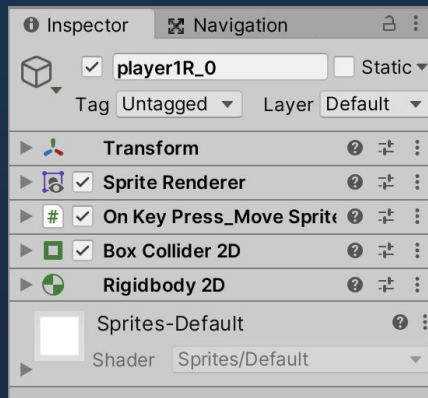 Inspector Navigation
player1R_0 Static
Tag Untagged Layer Default
Transform
Sprite Renderer
# On Key Press_Move Sprite
Box Collider 2D
Rigidbody 2D
Sprites-Default
Shader Sprites/Default